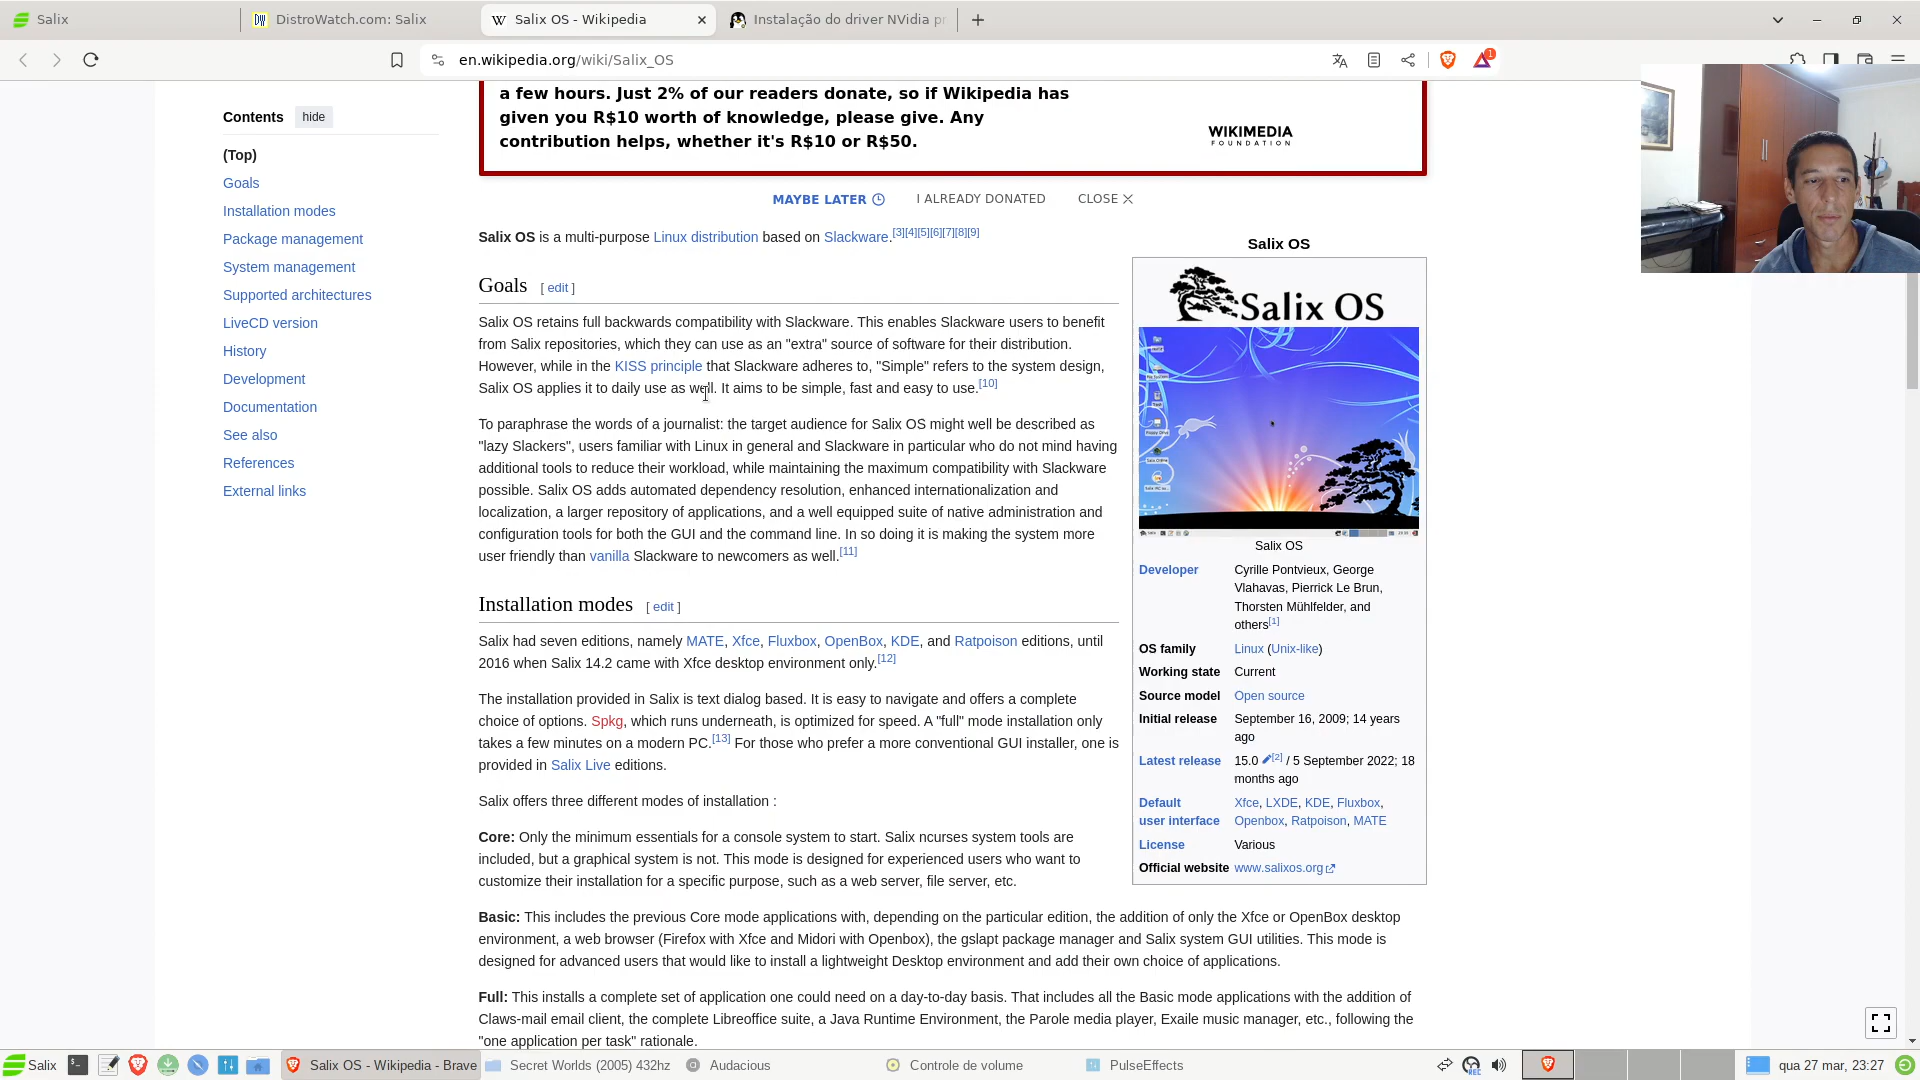 Salix
DistroWatch.com: Salix
Salix OS - Wikipedia
Instalação do driver NVidia pr
en.wikipedia.org/wiki/Salix_OS
1
a few hours. Just 2% of our readers donate, so if Wikipedia has
given you R$10 worth of knowledge, please give. Any
contribution helps, whether it's R$10 or R$50.
WIKIMEDIA
FOUNDATION
MAYBE LATER
I ALREADY DONATED
CLOSE
Contents hide
(Top)
Goals
Installation modes
Package management
System management
Supported architectures
LiveCD version
History
Development
Documentation
See also
References
External links
Salix OS is a multi-purpose Linux distribution based on Slackware.[3][4][5][6][7][8][9]
Goals [ edit ]
Salix OS retains full backwards compatibility with Slackware. This enables Slackware users to benefit
from Salix repositories, which they can use as an "extra" source of software for their distribution.
However, while in the KISS principle that Slackware adheres to, "Simple" refers to the system design,
Salix OS applies it to daily use as well. It aims to be simple, fast and easy to use.[10]
To paraphrase the words of a journalist: the target audience for Salix OS might well be described as
"lazy Slackers", users familiar with Linux in general and Slackware in particular who do not mind having
additional tools to reduce their workload, while maintaining the maximum compatibility with Slackware
possible. Salix OS adds automated dependency resolution, enhanced internationalization and
localization, a larger repository of applications, and a well equipped suite of native administration and
configuration tools for both the GUI and the command line. In so doing it is making the system more
user friendly than vanilla Slackware to newcomers as well.[11]
Installation modes [ edit ]
Salix had seven editions, namely MATE, Xfce, Fluxbox, OpenBox, KDE, and Ratpoison editions, until
2016 when Salix 14.2 came with Xfce desktop environment only.[12]
The installation provided in Salix is text dialog based. It is easy to navigate and offers a complete
choice of options. Spkg, which runs underneath, is optimized for speed. A "full" mode installation only
takes a few minutes on a modern PC.[13] For those who prefer a more conventional GUI installer, one is
provided in Salix Live editions.
Salix offers three different modes of installation :
Core: Only the minimum essentials for a console system to start. Salix ncurses system tools are
included, but a graphical system is not. This mode is designed for experienced users who want to
customize their installation for a specific purpose, such as a web server, file server, etc.
Basic: This includes the previous Core mode applications with, depending on the particular edition, the addition of only the Xfce or OpenBox desktop
environment, a web browser (Firefox with Xfce and Midori with Openbox), the gslapt package manager and Salix system GUI utilities. This mode is
designed for advanced users that would like to install a lightweight Desktop environment and add their own choice of applications.
Full: This installs a complete set of application one could need on a day-to-day basis. That includes all the Basic mode applications with the addition of
Claws-mail email client, the complete Libreoffice suite, a Java Runtime Environment, the Parole media player, Exaile music manager, etc., following the
"one application per task" rationale.
Salix OS
Salix OS
Salix OS
Developer Cyrille Pontvieux, George
Vlahavas, Pierrick Le Brun,
Thorsten Mühlfelder, and
others[1]
OS family Linux (Unix-like)
Working state Current
Source model Open source
Initial release September 16, 2009; 14 years
ago
Latest release 15.0 [2] / 5 September 2022; 18
months ago
Default Xfce, LXDE, KDE, Fluxbox,
user interface Openbox, Ratpoison, MATE
License Various
Official website www.salixos.org
Salix
Salix OS - Wikipedia - Brave
Secret Worlds (2005) 432hz
Audacious
Controle de volume
PulseEffects
REC
qua 27 mar, 23:27